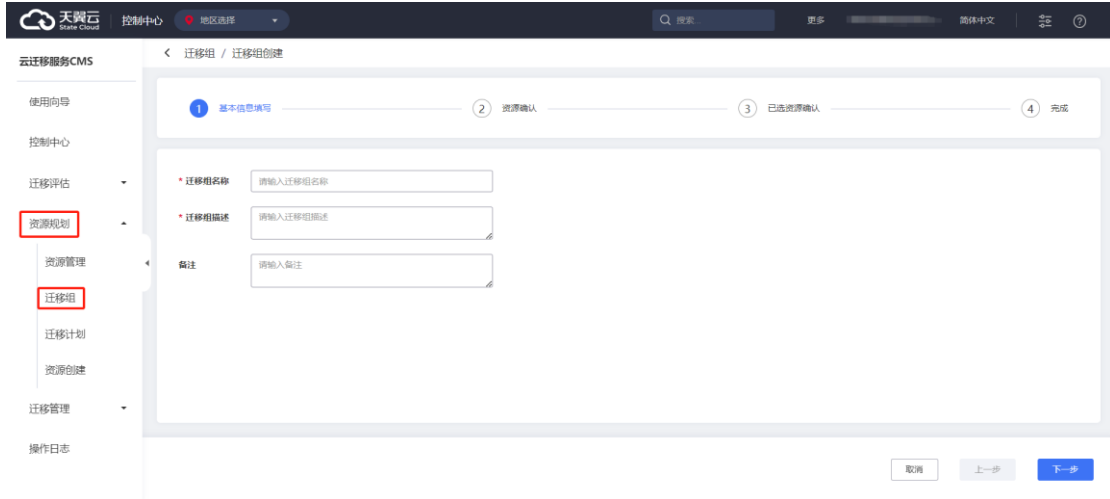 天翼云 State Cloud 控制中心 地区选择 搜索... 更多 简体中文
云迁移服务CMS
使用向导
控制中心
迁移评估
资源规划
资源管理
迁移组
迁移计划
资源创建
迁移管理
操作日志
迁移组 / 迁移组创建
1 基本信息填写 2 资源确认 3 已选资源确认 4 完成
* 迁移组名称 请输入迁移组名称
* 迁移组描述 请输入迁移组描述
备注 请输入备注
取消 上一步 下一步